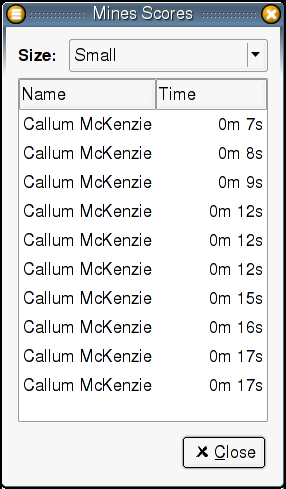 Mines Scores
Size: Small
Name Time
Callum McKenzie 0m 7s
Callum McKenzie 0m 8s
Callum McKenzie 0m 9s
Callum McKenzie 0m 12s
Callum McKenzie 0m 12s
Callum McKenzie 0m 12s
Callum McKenzie 0m 15s
Callum McKenzie 0m 16s
Callum McKenzie 0m 17s
Callum McKenzie 0m 17s
Close